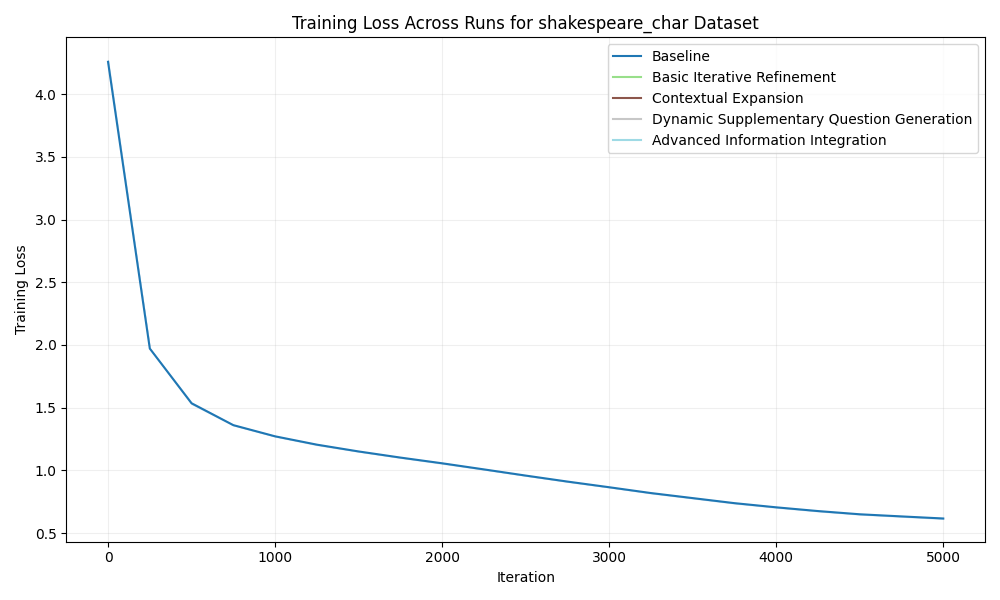 Training Loss Across Runs for shakespeare_char Dataset
Baseline
Basic Iterative Refinement
Contextual Expansion
Dynamic Supplementary Question Generation
Advanced Information Integration
Training Loss
4.0
3.5
3.0
2.5
2.0
1.5
1.0
0.5
0 1000 2000 3000 4000 5000
Iteration